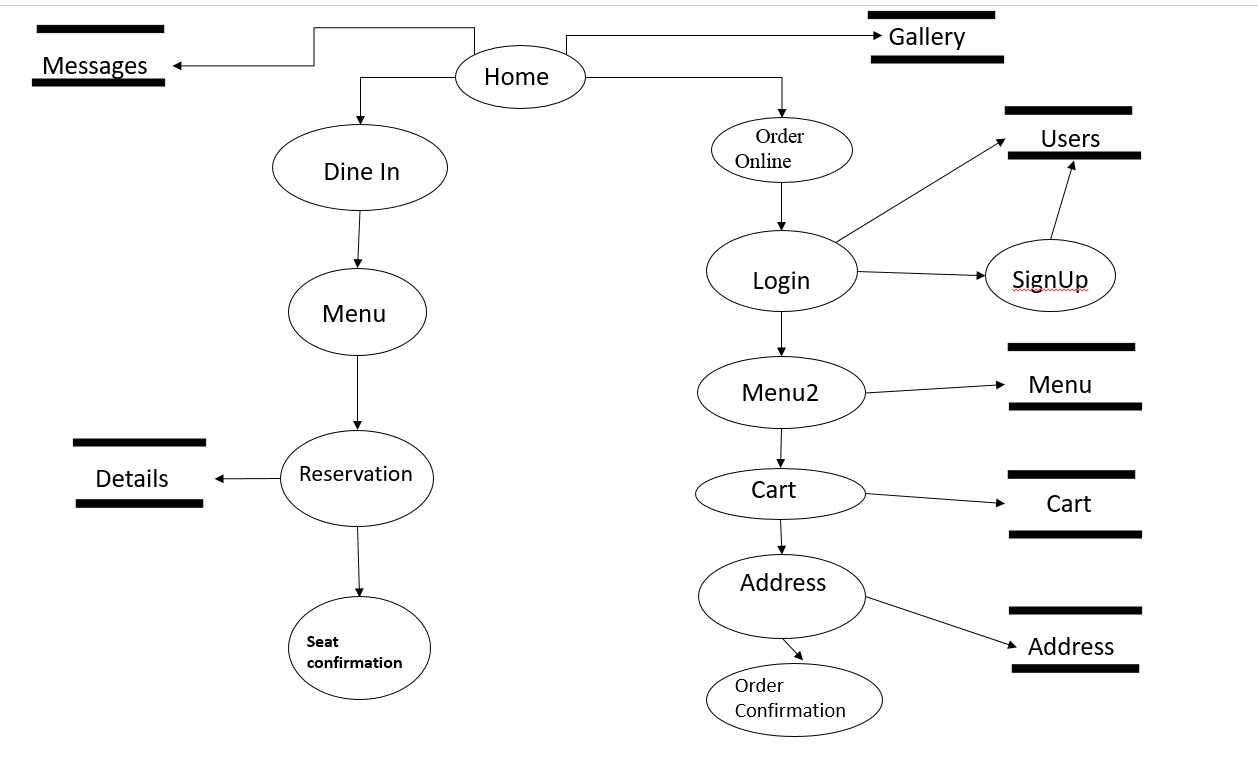 Gallery
Messages
Home
Order
Online
Users
Dine In
Login
SignUp
Menu
Menu2
Menu
Reservation
Details
Cart
Cart
Address
Seat
confirmation
Address
Order
Confirmation